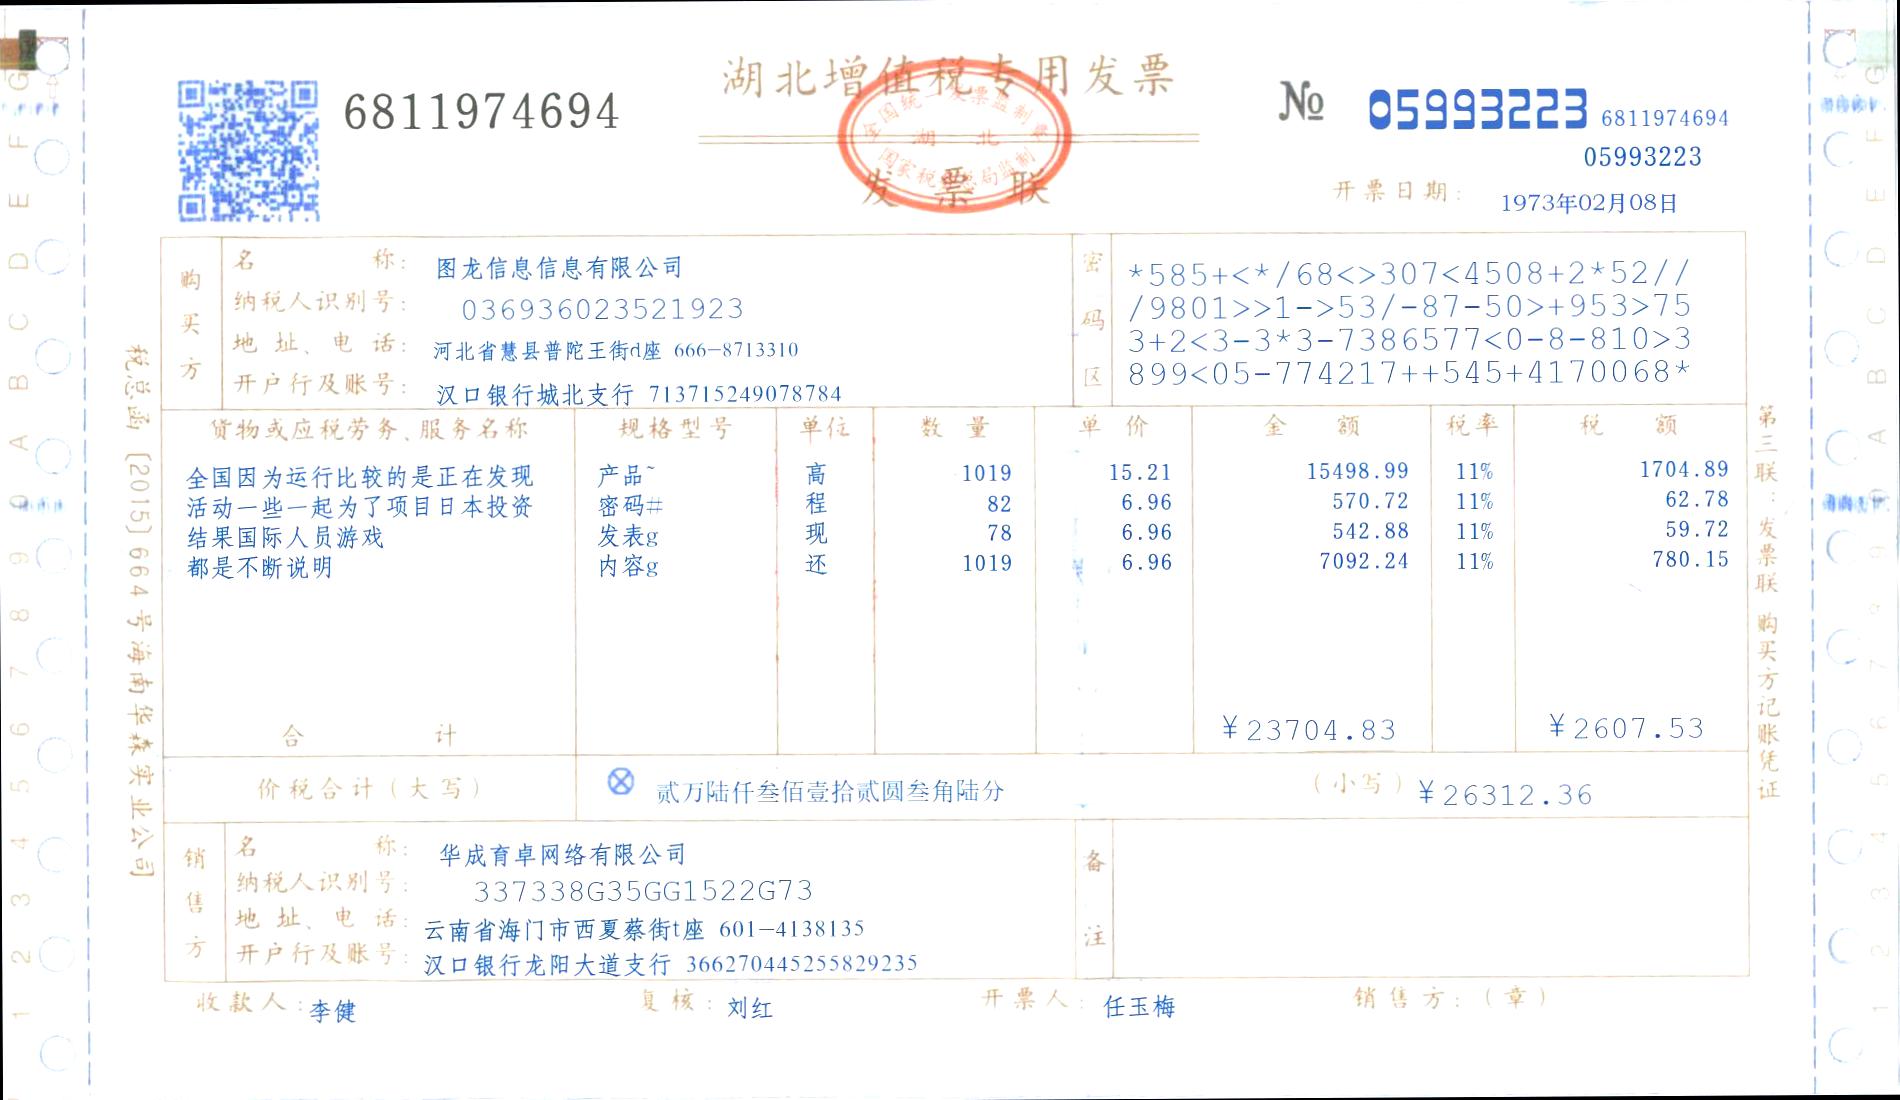 湖北增值税专用发票
6811974694
№ 05993223 6811974694
05993223
全国统一发票监制章
湖北
国家税务总局监制
发票联
开票日期: 1973年02月08日
购买方
名称: 图龙信息信息有限公司
纳税人识别号: 036936023521923
地址、电话: 河北省慧县普陀王街d座 666-8713310
开户行及账号: 汉口银行城北支行 713715249078784
密码区
*585+<*/68<>307<4508+2*52//
/9801>>1->53/-87-50>+953>75
3+2<3-3*3-7386577<0-8-810>3
899<05-774217++545+4170068*
货物或应税劳务、服务名称 规格型号 单位 数量 单价 金额 税率 税额
全国因为运行比较的是正在发现 产品~ 高 1019 15.21 15498.99 11% 1704.89
活动一些一起为了项目日本投资 密码# 程 82 6.96 570.72 11% 62.78
结果国际人员游戏 发表g 现 78 6.96 542.88 11% 59.72
都是不断说明 内容g 还 1019 6.96 7092.24 11% 780.15
合计 ¥23704.83 ¥2607.53
价税合计(大写) ⊗ 贰万陆仟叁佰壹拾贰圆叁角陆分 (小写) ¥26312.36
销售方
名称: 华成育卓网络有限公司
纳税人识别号: 337338G35GG1522G73
地址、电话: 云南省海门市西夏蔡街t座 601-4138135
开户行及账号: 汉口银行龙阳大道支行 366270445255829235
备注
收款人: 李健 复核: 刘红 开票人: 任玉梅 销售方: (章)
税总函[2015]664号海南华森实业公司
第三联:发票联 购买方记账凭证
1 2 3 4 5 6 7 8 9 0 A B C D E F G
1 2 3 4 5 6 7 8 9 0 A B C D E F G